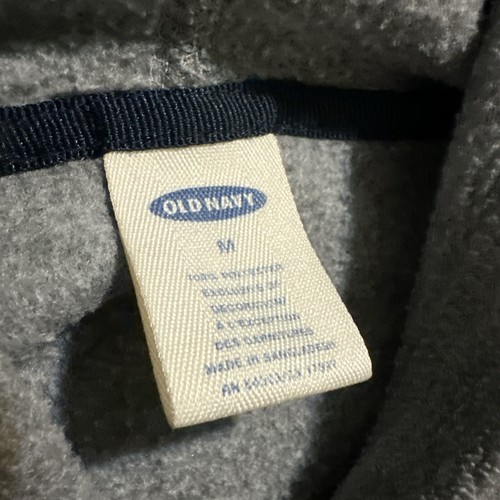 OLD NAVY
M
100% POLYESTER
EXCLUSIVE OF
DECORATION/
À L'EXCEPTION
DES GARNITURES
MADE IN BANGLADESH